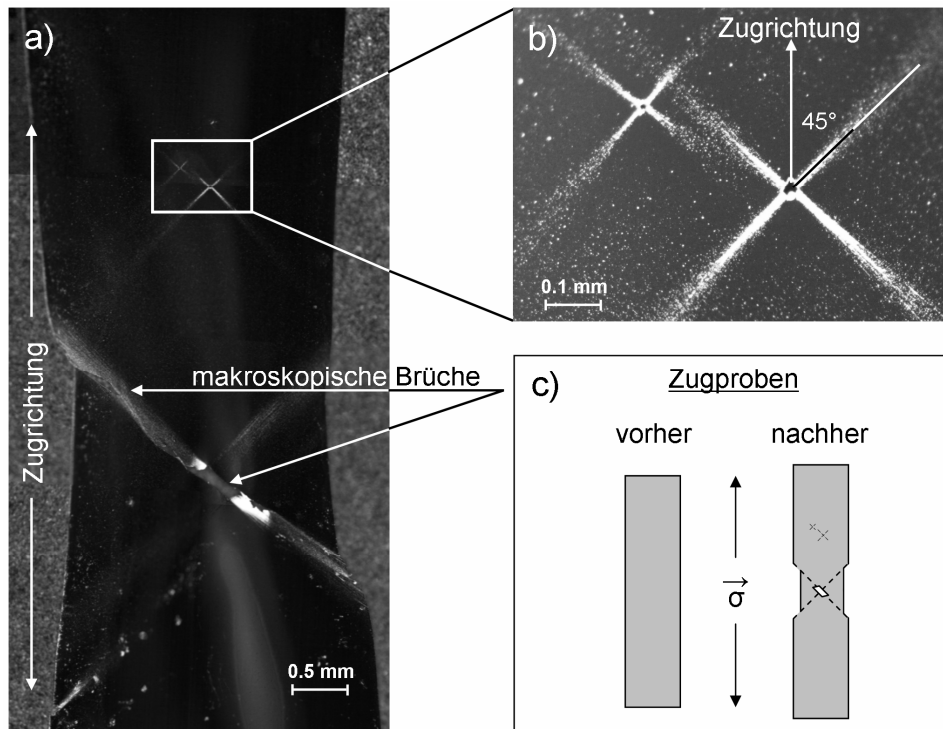 a)
Zugrichtung
makroskopische Brüche
0.5 mm
b)
Zugrichtung
45°
0.1 mm
c)
Zugproben
vorher
nachher
σ